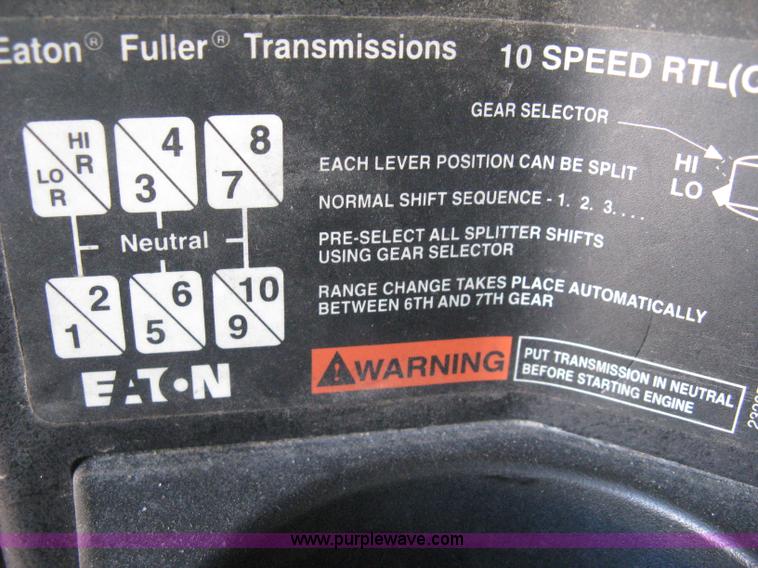 Eaton® Fuller® Transmissions 10 SPEED RTL(
GEAR SELECTOR
HI
LO
HI R 4 8
LO R 3 7
EACH LEVER POSITION CAN BE SPLIT
NORMAL SHIFT SEQUENCE - 1. 2. 3. . . .
Neutral
PRE-SELECT ALL SPLITTER SHIFTS
USING GEAR SELECTOR
2 6 10
1 5 9
RANGE CHANGE TAKES PLACE AUTOMATICALLY
BETWEEN 6TH AND 7TH GEAR
EATON
WARNING
PUT TRANSMISSION IN NEUTRAL
BEFORE STARTING ENGINE
www.purplewave.com